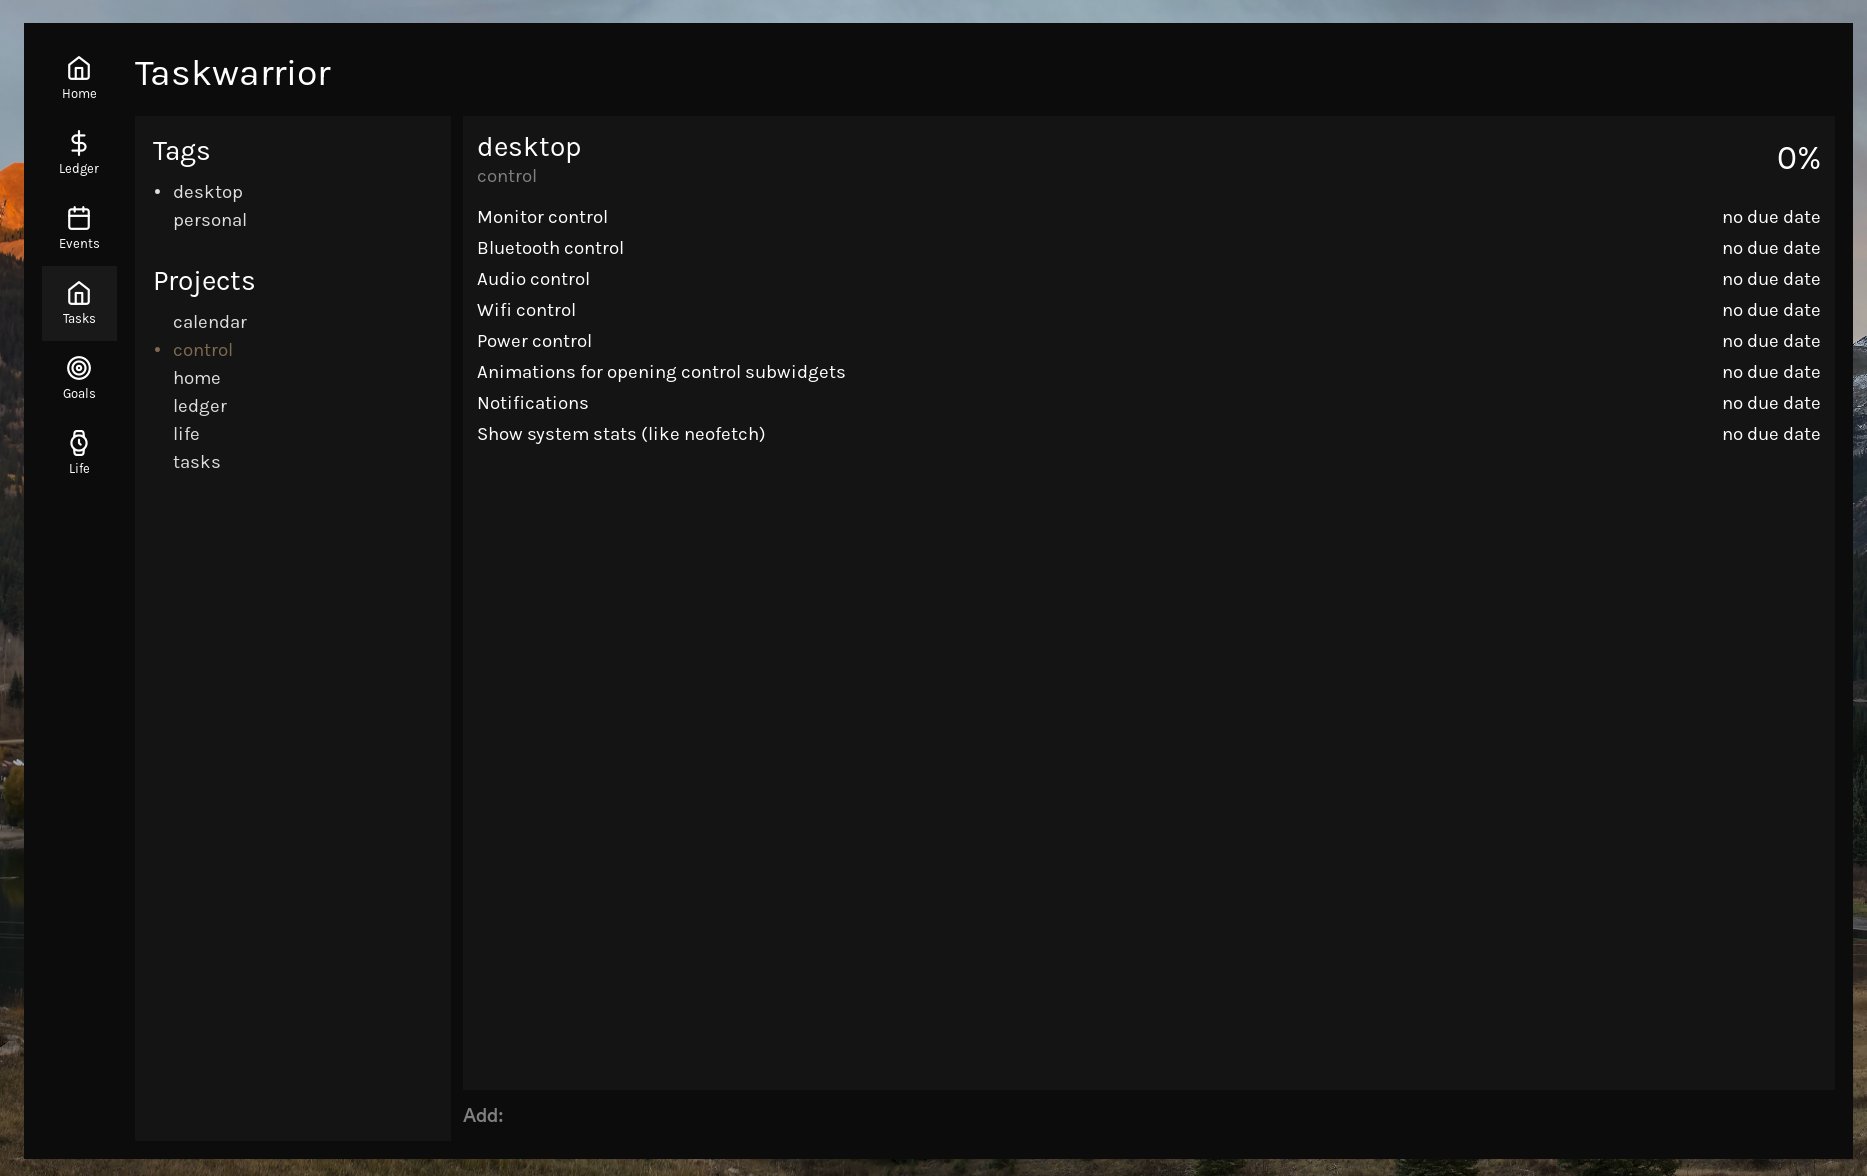 Home
Ledger
Events
Tasks
Goals
Life
Taskwarrior
Tags
• desktop
personal
Projects
calendar
• control
home
ledger
life
tasks
desktop 0%
control
Monitor control no due date
Bluetooth control no due date
Audio control no due date
Wifi control no due date
Power control no due date
Animations for opening control subwidgets no due date
Notifications no due date
Show system stats (like neofetch) no due date
Add: